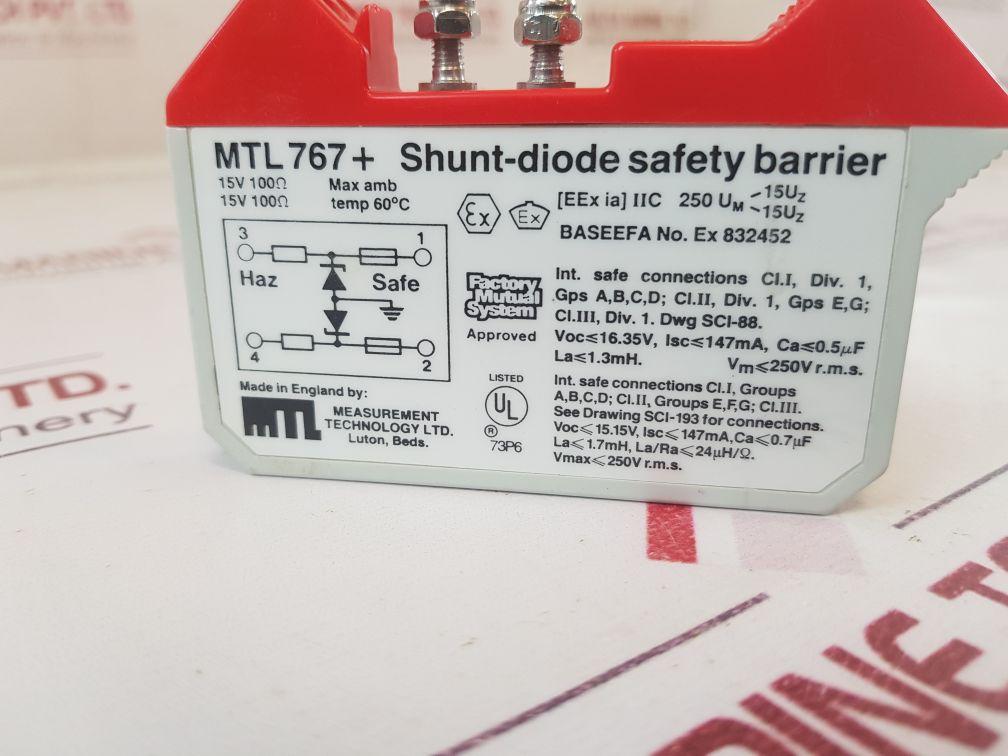 MTL 767+ Shunt-diode safety barrier
15V 100Ω Max amb
15V 100Ω temp 60°C
3
1
Haz
Safe
4
2
Made in England by:
MTL
MEASUREMENT
TECHNOLOGY LTD.
Luton, Beds.
Ex Ex [EEx ia] IIC 250 UM 15Uz
15Uz
BASEEFA No. Ex 832452
Factory
Mutual
System
Approved
Int. safe connections Cl.I, Div. 1,
Gps A,B,C,D; Cl.II, Div. 1, Gps E,G;
Cl.III, Div. 1. Dwg SCI-88.
Voc≤16.35V, Isc≤147mA, Ca≤0.5µF
La≤1.3mH. Vm≤250V r.m.s.
LISTED
UL
®
73P6
Int. safe connections Cl.I, Groups
A,B,C,D; Cl.II, Groups E,F,G; Cl.III.
See Drawing SCI-193 for connections.
Voc≤15.15V, Isc≤147mA, Ca≤0.7µF
La≤1.7mH, La/Ra≤24µH/Ω.
Vmax≤250V r.m.s.
TD.
nery